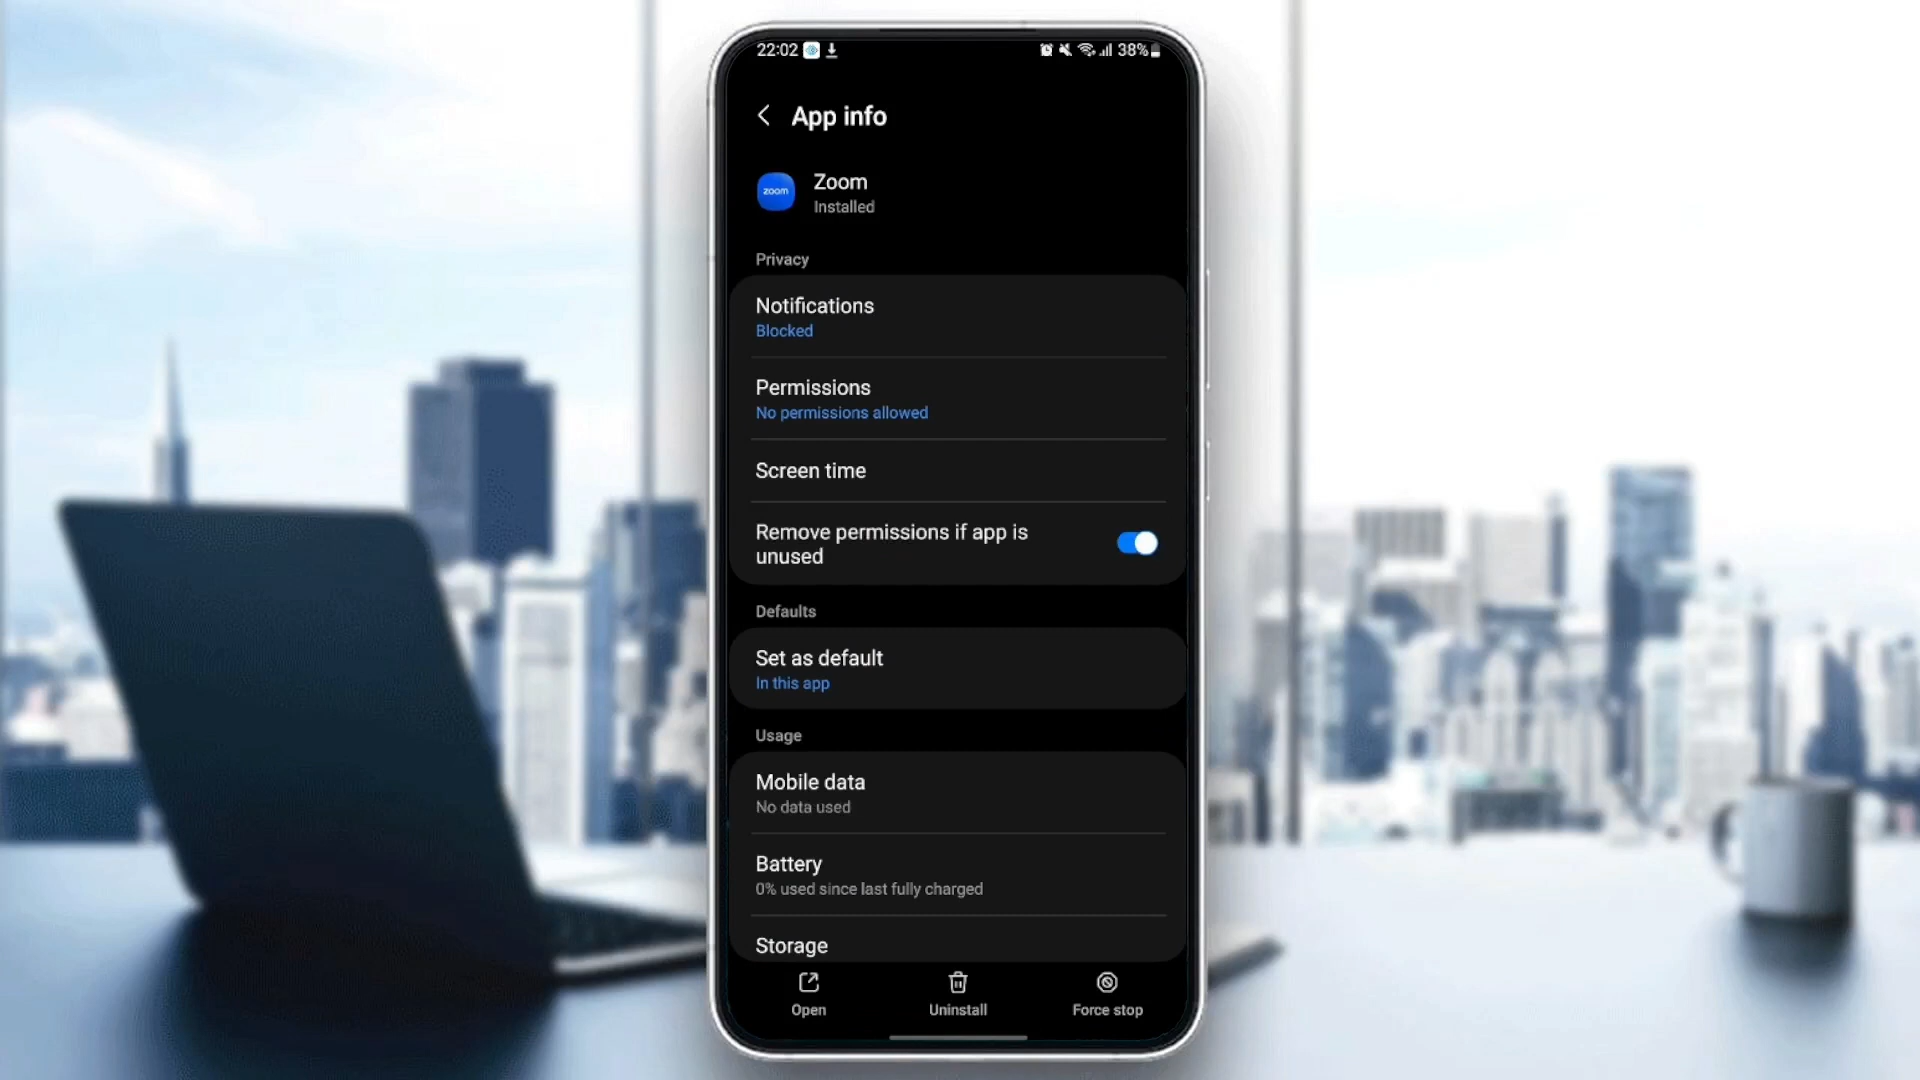 22:02 38%
App info
zoom
Zoom
Installed
Privacy
Notifications
Blocked
Permissions
No permissions allowed
Screen time
Remove permissions if app is
unused
Defaults
Set as default
In this app
Usage
Mobile data
No data used
Battery
0% used since last fully charged
Storage
Open Uninstall Force stop